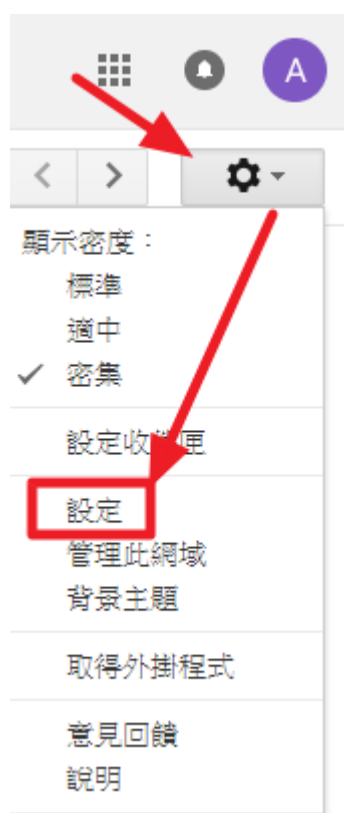 A
顯示密度：
標準
適中
密集
設定收件匣
設定
管理此網域
背景主題
取得外掛程式
意見回饋
說明